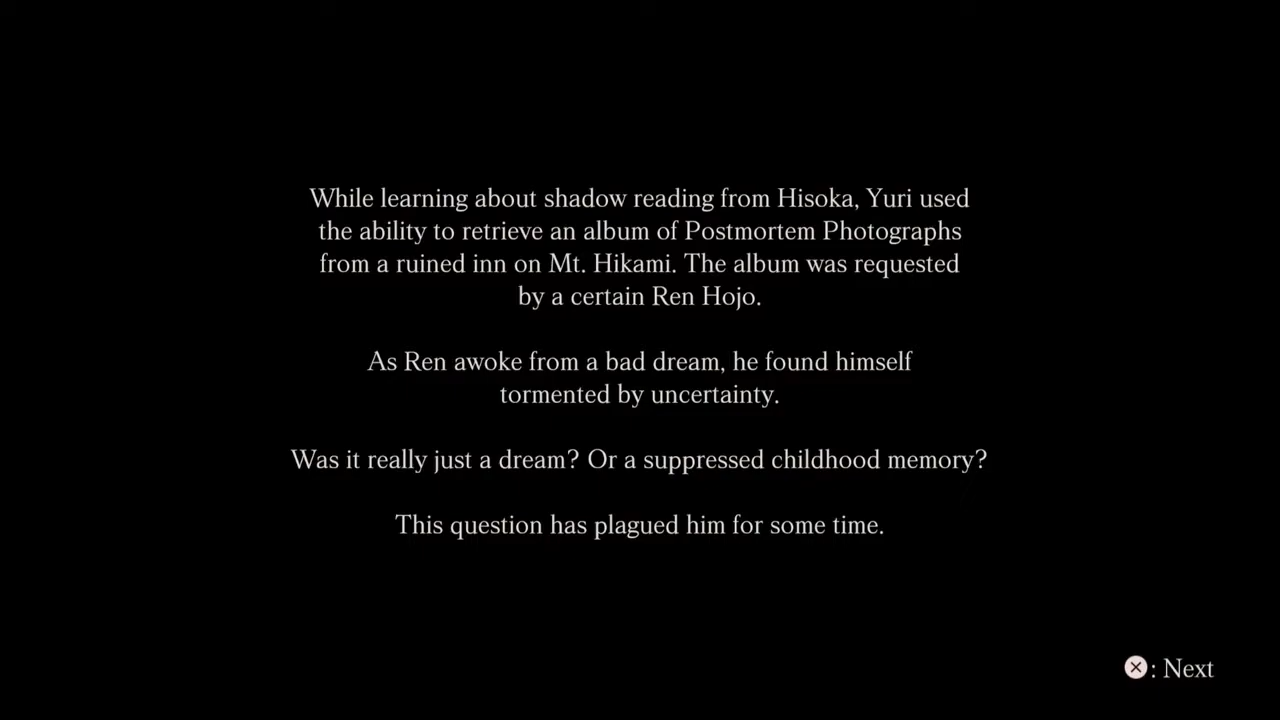 While learning about shadow reading from Hisoka, Yuri used
the ability to retrieve an album of Postmortem Photographs
from a ruined inn on Mt. Hikami. The album was requested
by a certain Ren Hojo.
As Ren awoke from a bad dream, he found himself
tormented by uncertainty.
Was it really just a dream? Or a suppressed childhood memory?
This question has plagued him for some time.
ⓧ: Next